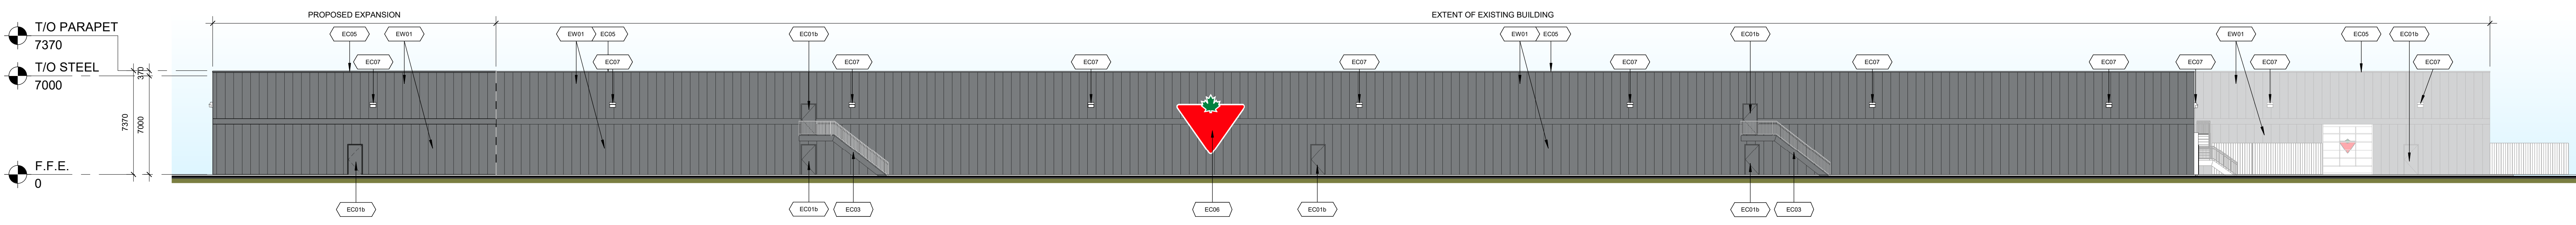 PROPOSED EXPANSION
EXTENT OF EXISTING BUILDING
T/O PARAPET
7370
EC05
EW01
EW01
EC05
EC01b
EW01
EC05
EC01b
EW01
EC05
EC01b
T/O STEEL
7000
370
EC07
EC07
EC07
EC07
EC07
EC07
EC07
EC07
EC07
EC07
EC07
7370
7000
F.F.E.
0
EC01b
EC01b
EC03
EC06
EC01b
EC01b
EC03